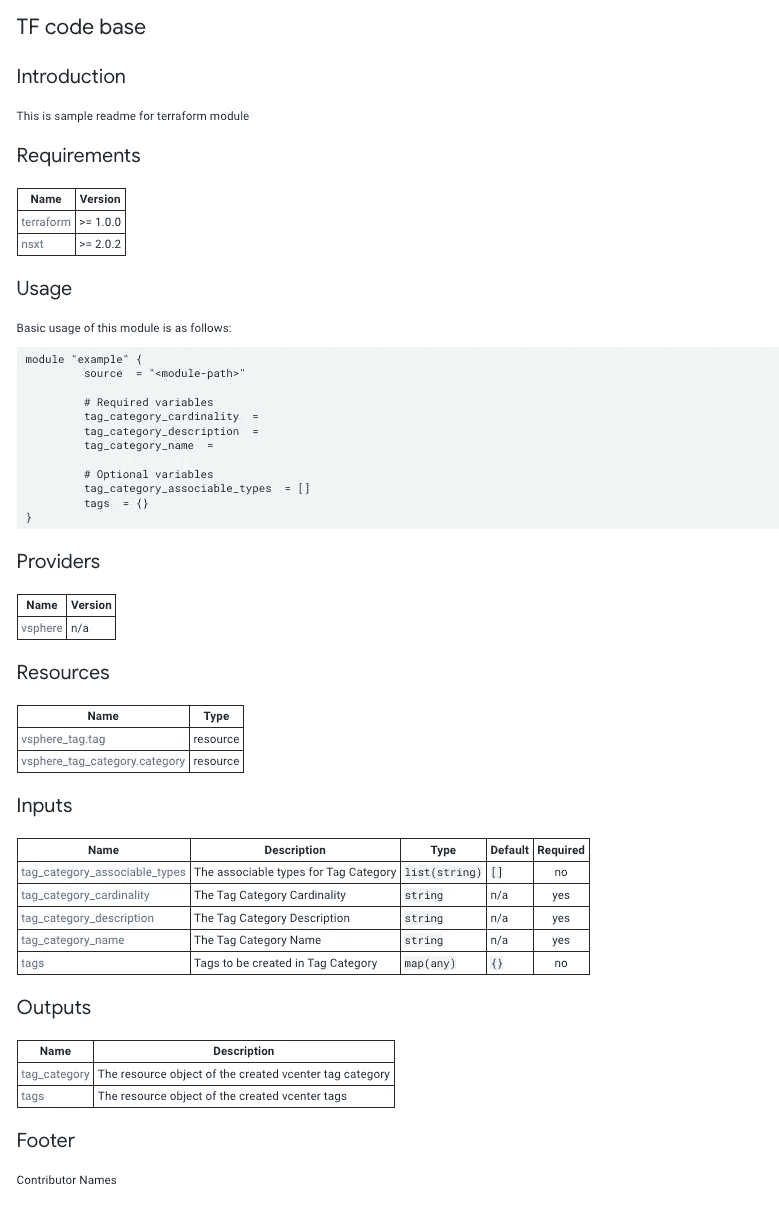 TF code base
Introduction
This is sample readme for terraform module
Requirements
Name Version
terraform >= 1.0.0
nsxt >= 2.0.2
Usage
Basic usage of this module is as follows:
module "example" {
source = "<module-path>"
# Required variables
tag_category_cardinality =
tag_category_description =
tag_category_name =
# Optional variables
tag_category_associable_types = []
tags = {}
}
Providers
Name Version
vsphere n/a
Resources
Name Type
vsphere_tag.tag resource
vsphere_tag_category.category resource
Inputs
Name Description Type Default Required
tag_category_associable_types The associable types for Tag Category list(string) [] no
tag_category_cardinality The Tag Category Cardinality string n/a yes
tag_category_description The Tag Category Description string n/a yes
tag_category_name The Tag Category Name string n/a yes
tags Tags to be created in Tag Category map(any) {} no
Outputs
Name Description
tag_category The resource object of the created vcenter tag category
tags The resource object of the created vcenter tags
Footer
Contributor Names